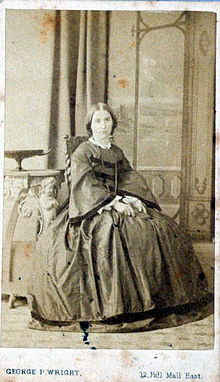 GEORGE P. WRIGHT,
12, Pall Mall East.